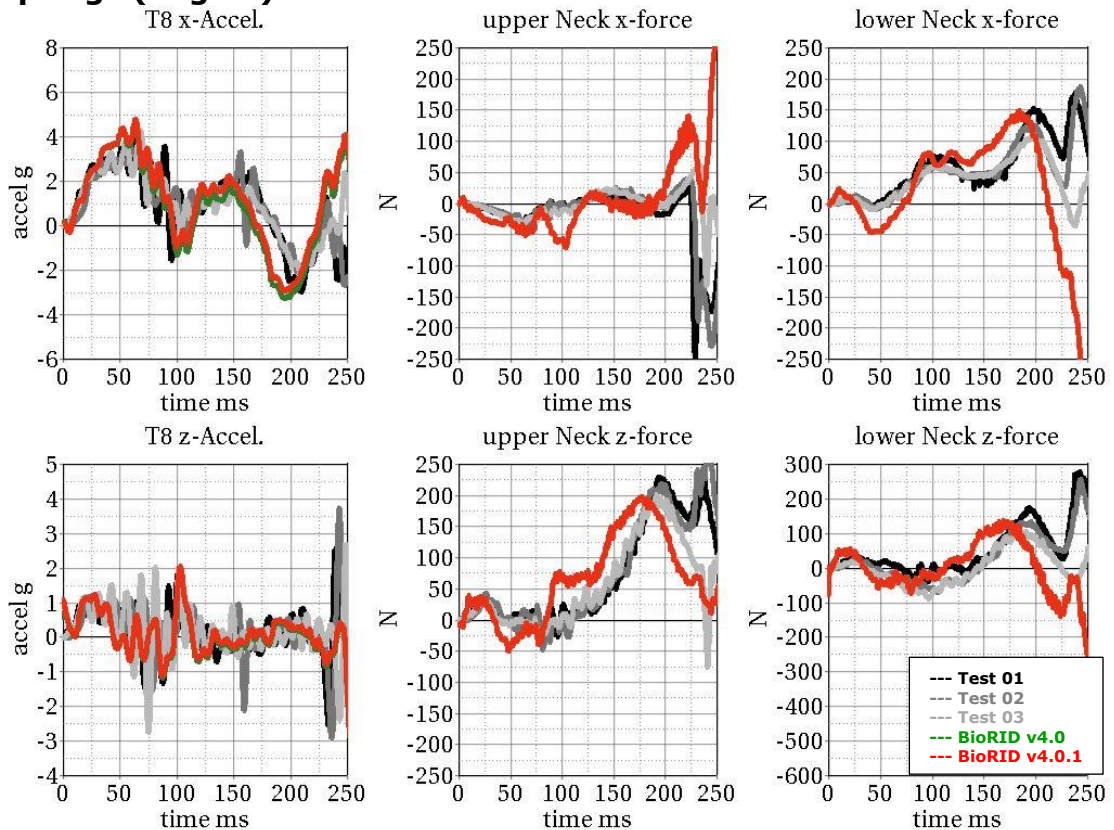 T8 x-Accel.
upper Neck x-force
lower Neck x-force
8
6
4
2
0
-2
-4
-6
accel g
0 50 100 150 200 250
time ms
250
200
150
100
50
0
-50
-100
-150
-200
-250
N
0 50 100 150 200 250
time ms
250
200
150
100
50
0
-50
-100
-150
-200
-250
N
0 50 100 150 200 250
time ms
T8 z-Accel.
upper Neck z-force
lower Neck z-force
5
4
3
2
1
0
-1
-2
-3
-4
accel g
0 50 100 150 200 250
time ms
250
200
150
100
50
0
-50
-100
-150
-200
-250
N
0 50 100 150 200 250
time ms
300
200
100
0
-100
-200
-300
-400
-500
-600
N
0 50 100 150 200 250
time ms
--- Test 01
--- Test 02
--- Test 03
--- BioRID v4.0
--- BioRID v4.0.1